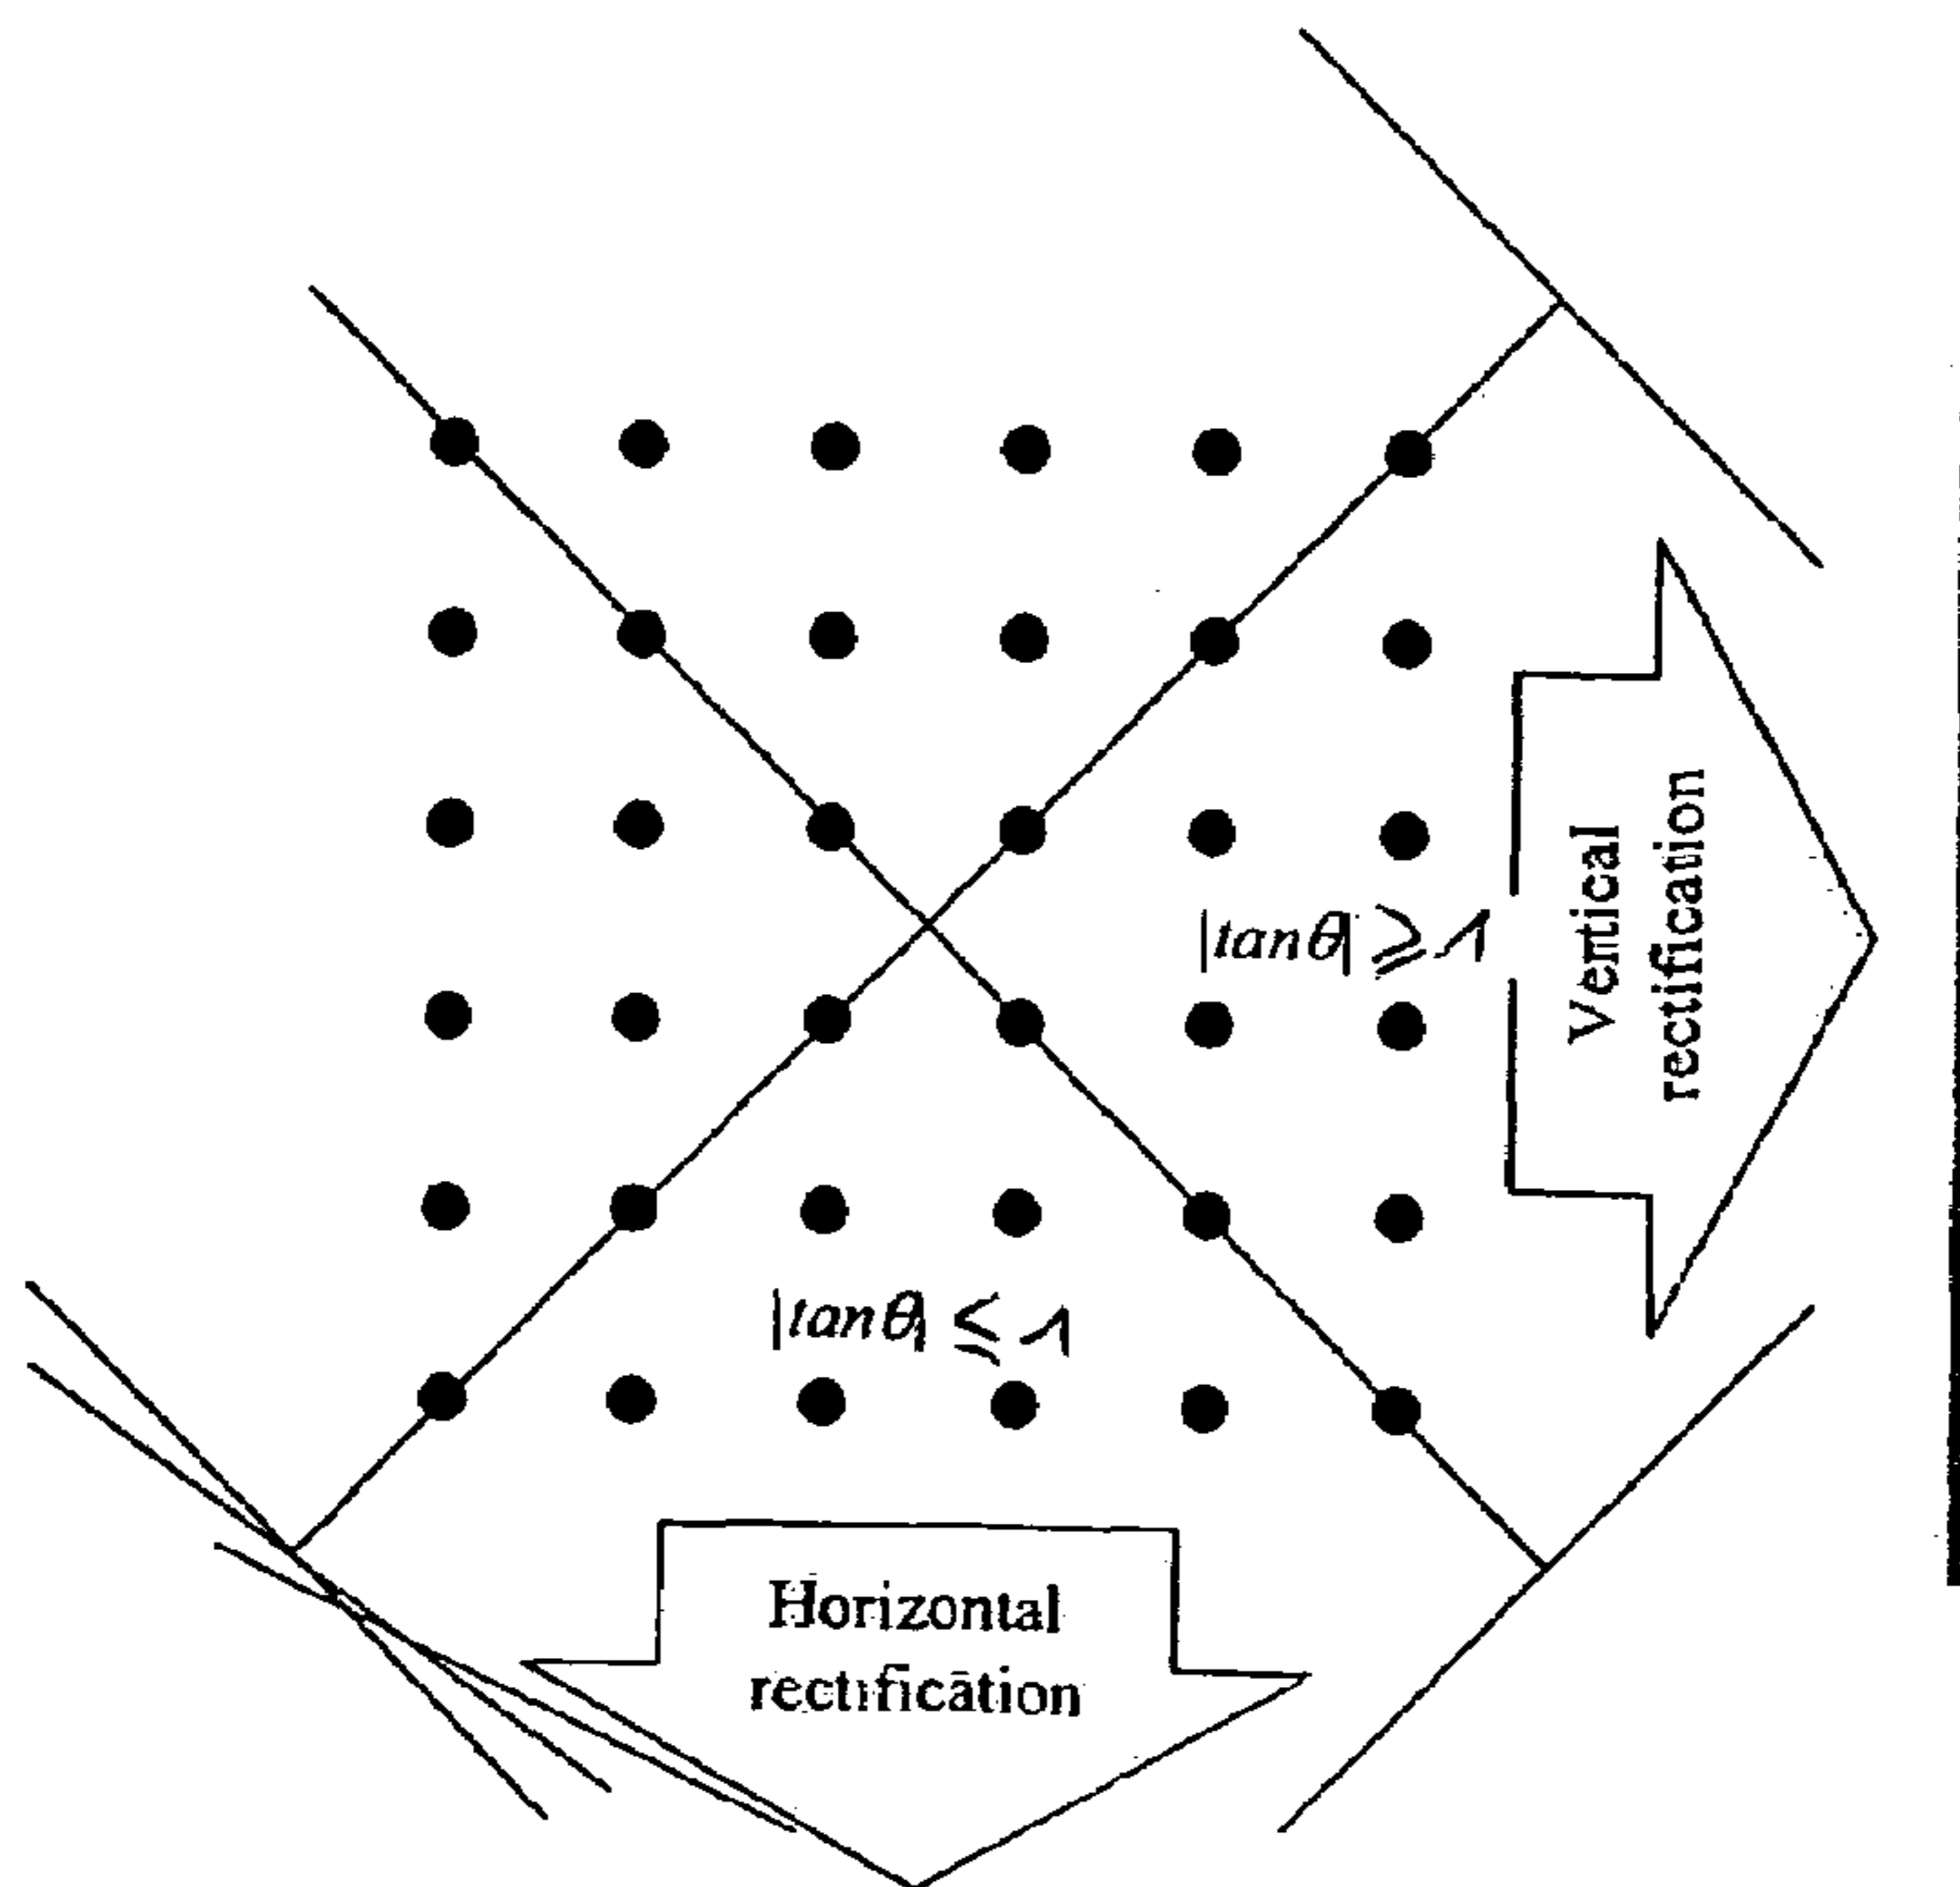 |tanθ| ⩾ 1
Vertical
rectification
|tanθ| ≤ 1
Horizontal
rectification